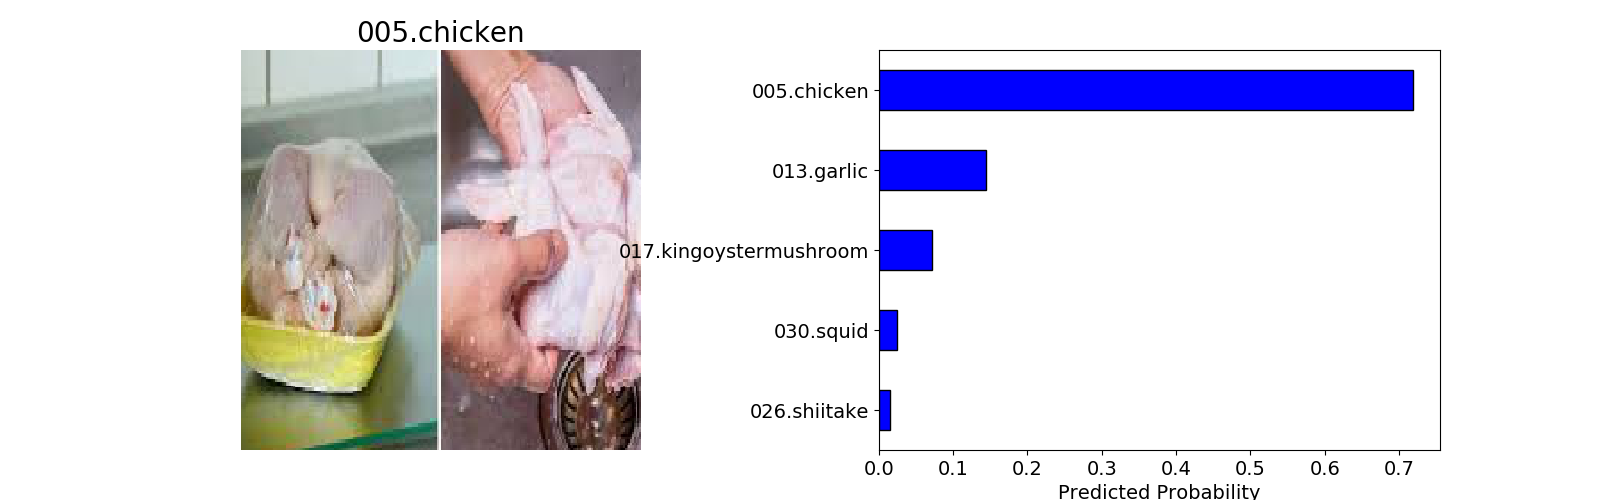 005.chicken
005.chicken
013.garlic
017.kingoystermushroom
030.squid
026.shiitake
0.0 0.1 0.2 0.3 0.4 0.5 0.6 0.7
Predicted Probability